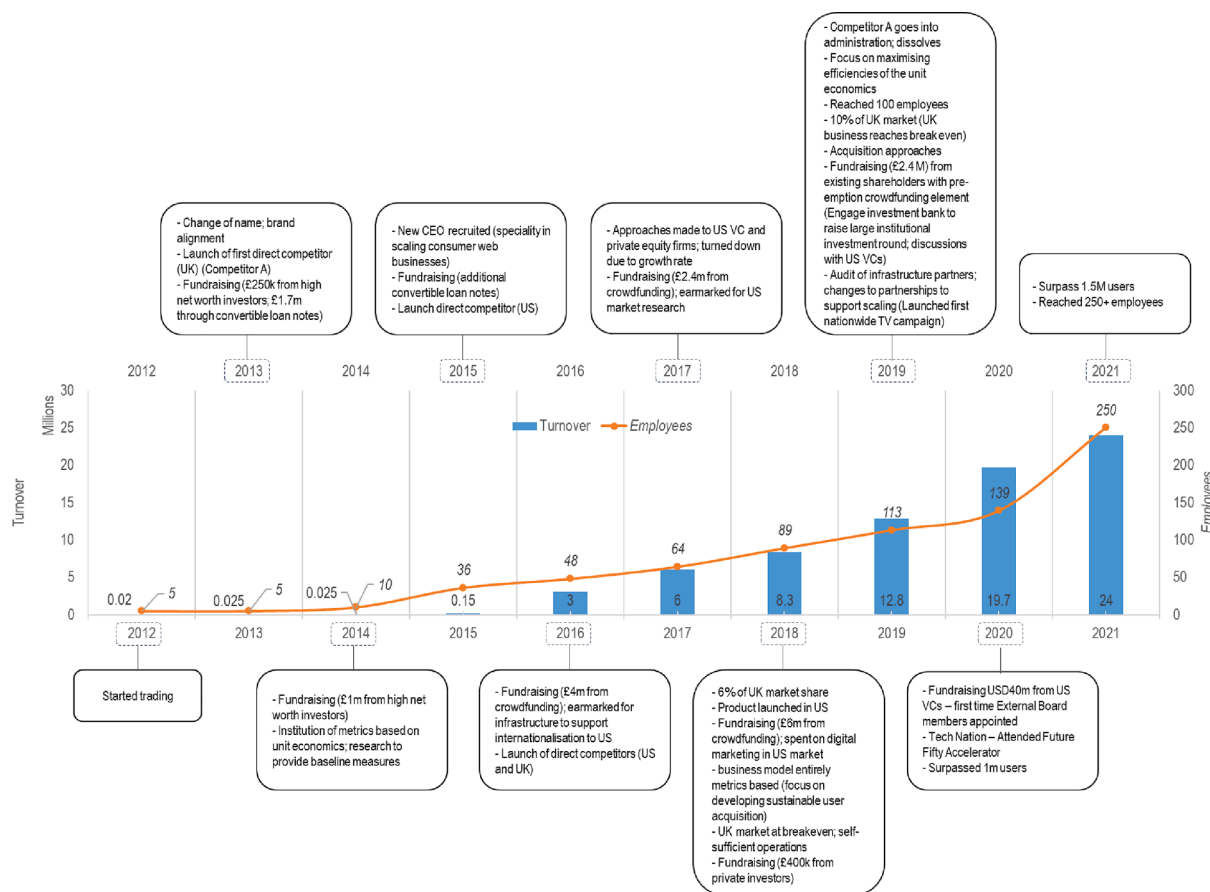 - Competitor A goes into
administration; dissolves
- Focus on maximising
efficiencies of the unit
economics
- Reached 100 employees
- 10% of UK market (UK
business reaches break even)
- Acquisition approaches
- Fundraising (£2.4 M) from
existing shareholders with pre-
emption crowdfunding element
(Engage investment bank to
raise large institutional
investment round; discussions
with US VCs)
- Audit of infrastructure partners;
changes to partnerships to
support scaling (Launched first
nationwide TV campaign)
- Change of name; brand
alignment
- Launch of first direct competitor
(UK) (Competitor A)
- Fundraising (£250k from high
net worth investors; £1.7m
through convertible loan notes)
- New CEO recruited (speciality in
scaling consumer web
businesses)
- Fundraising (additional
convertible loan notes)
- Launch direct competitor (US)
- Approaches made to US VC and
private equity firms; turned down
due to growth rate
- Fundraising (£2.4m from
crowdfunding); earmarked for US
market research
- Surpass 1.5M users
- Reached 250+ employees
2012 2013 2014 2015 2016 2017 2018 2019 2020 2021
Turnover
Millions
30
25
20
15
10
5
0
Turnover Employees
300
250
200
150
100
50
0
Employees
5 5 10 36 48 64 89 113 139 250
0.02 0.025 0.025 0.15 3 6 8.3 12.8 19.7 24
2012 2013 2014 2015 2016 2017 2018 2019 2020 2021
Started trading
- Fundraising (£1m from high net
worth investors)
- Institution of metrics based on
unit economics; research to
provide baseline measures
- Fundraising (£4m from
crowdfunding); earmarked for
infrastructure to support
internationalisation to US
- Launch of direct competitors (US
and UK)
- 6% of UK market share
- Product launched in US
- Fundraising (£6m from
crowdfunding); spent on digital
marketing in US market
- business model entirely
metrics based (focus on
developing sustainable user
acquisition)
- UK market at breakeven; self-
sufficient operations
- Fundraising (£400k from
private investors)
- Fundraising USD40m from US
VCs – first time External Board
members appointed
- Tech Nation – Attended Future
Fifty Accelerator
- Surpassed 1m users